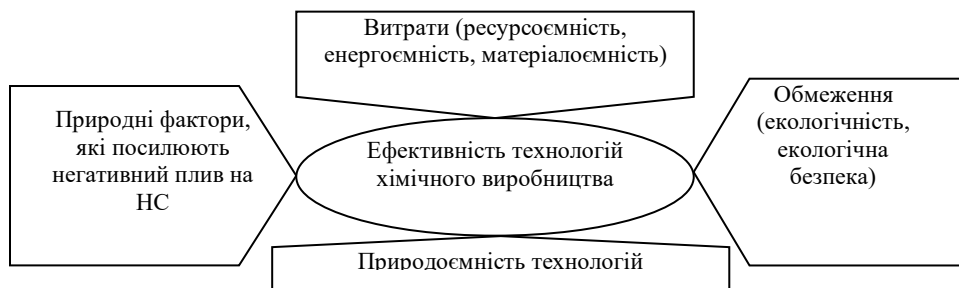 Витрати (ресурсоємність,
енергоємність, матеріалоємність)
Природні фактори,
які посилюють
негативний плив на
НС
Ефективність технологій
хімічного виробництва
Обмеження
(екологічність,
екологічна
безпека)
Природоємність технологій